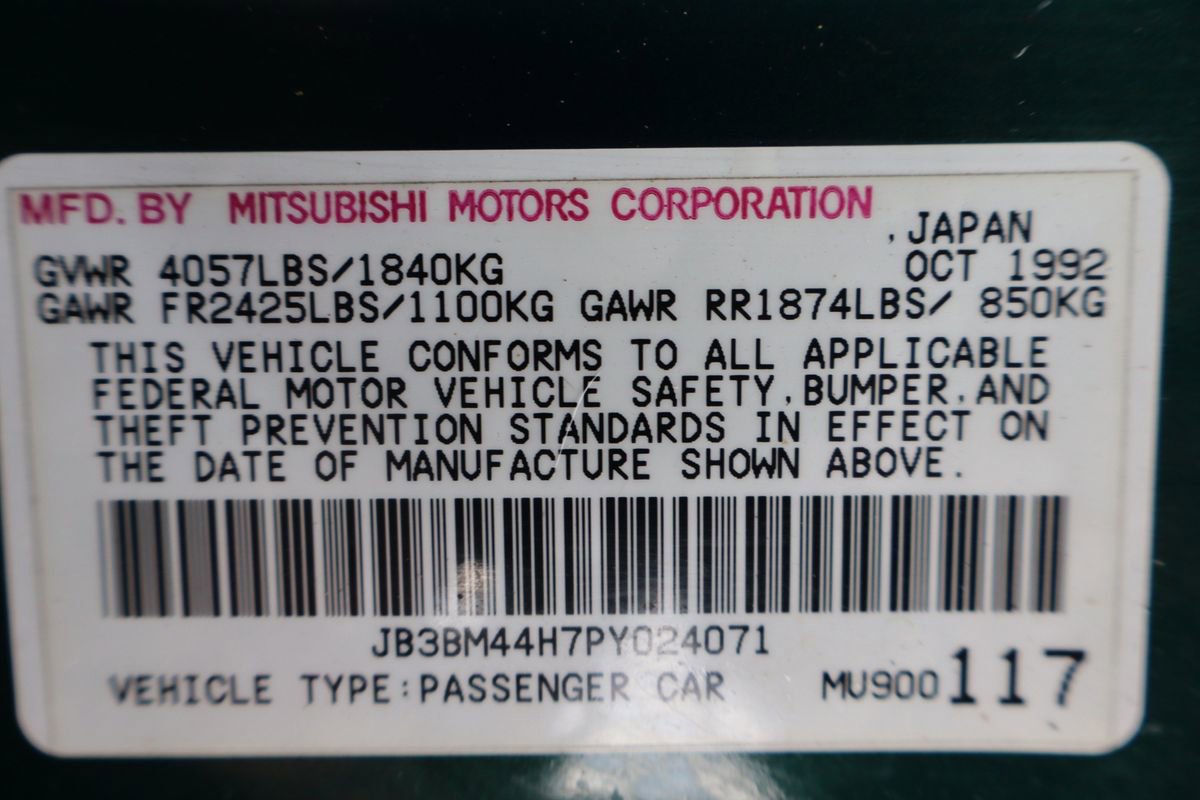 MFD. BY MITSUBISHI MOTORS CORPORATION
, JAPAN
GVWR 4057LBS/1840KG OCT 1992
GAWR FR2425LBS/1100KG GAWR RR1874LBS/ 850KG
THIS VEHICLE CONFORMS TO ALL APPLICABLE
FEDERAL MOTOR VEHICLE SAFETY,BUMPER,AND
THEFT PREVENTION STANDARDS IN EFFECT ON
THE DATE OF MANUFACTURE SHOWN ABOVE.
JB3BM44H7PY024071
VEHICLE TYPE:PASSENGER CAR MU900117